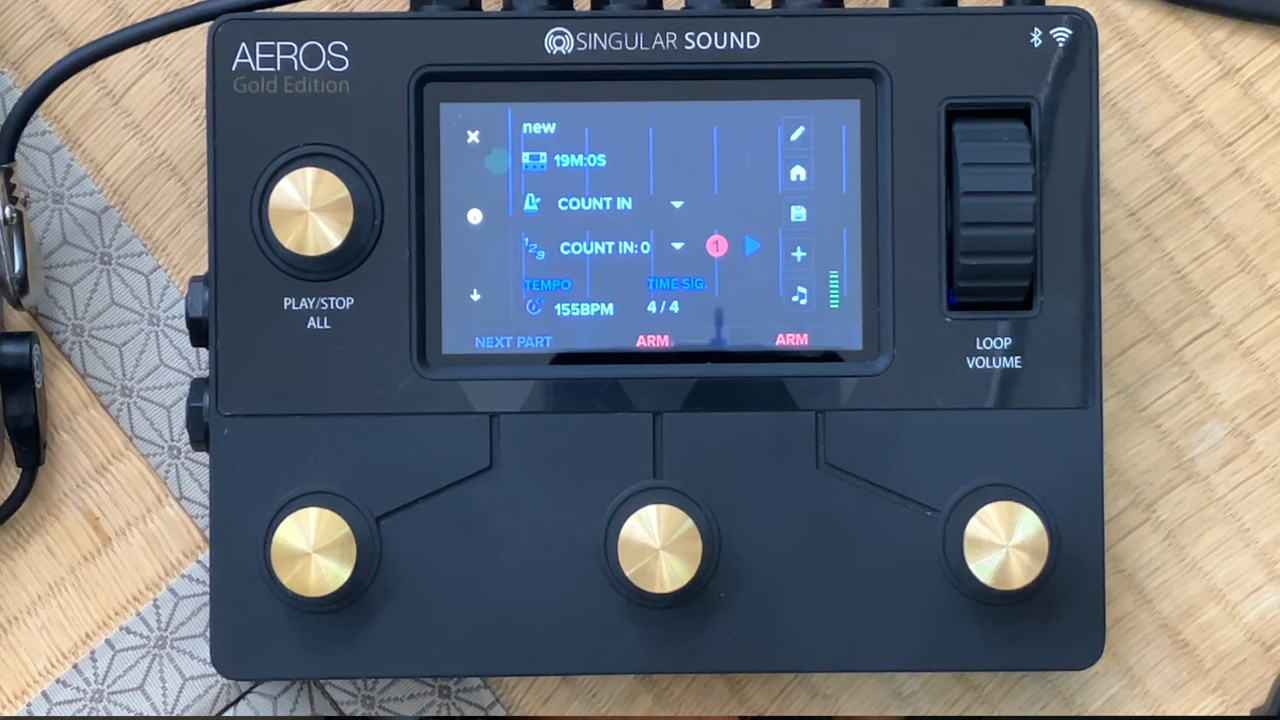 SINGULAR SOUND
AEROS
Gold Edition
new
19M:0S
COUNT IN
123 COUNT IN: 0 1
TEMPO TIME SIG.
155BPM 4/4
NEXT PART ARM ARM
PLAY/STOP
ALL
LOOP
VOLUME